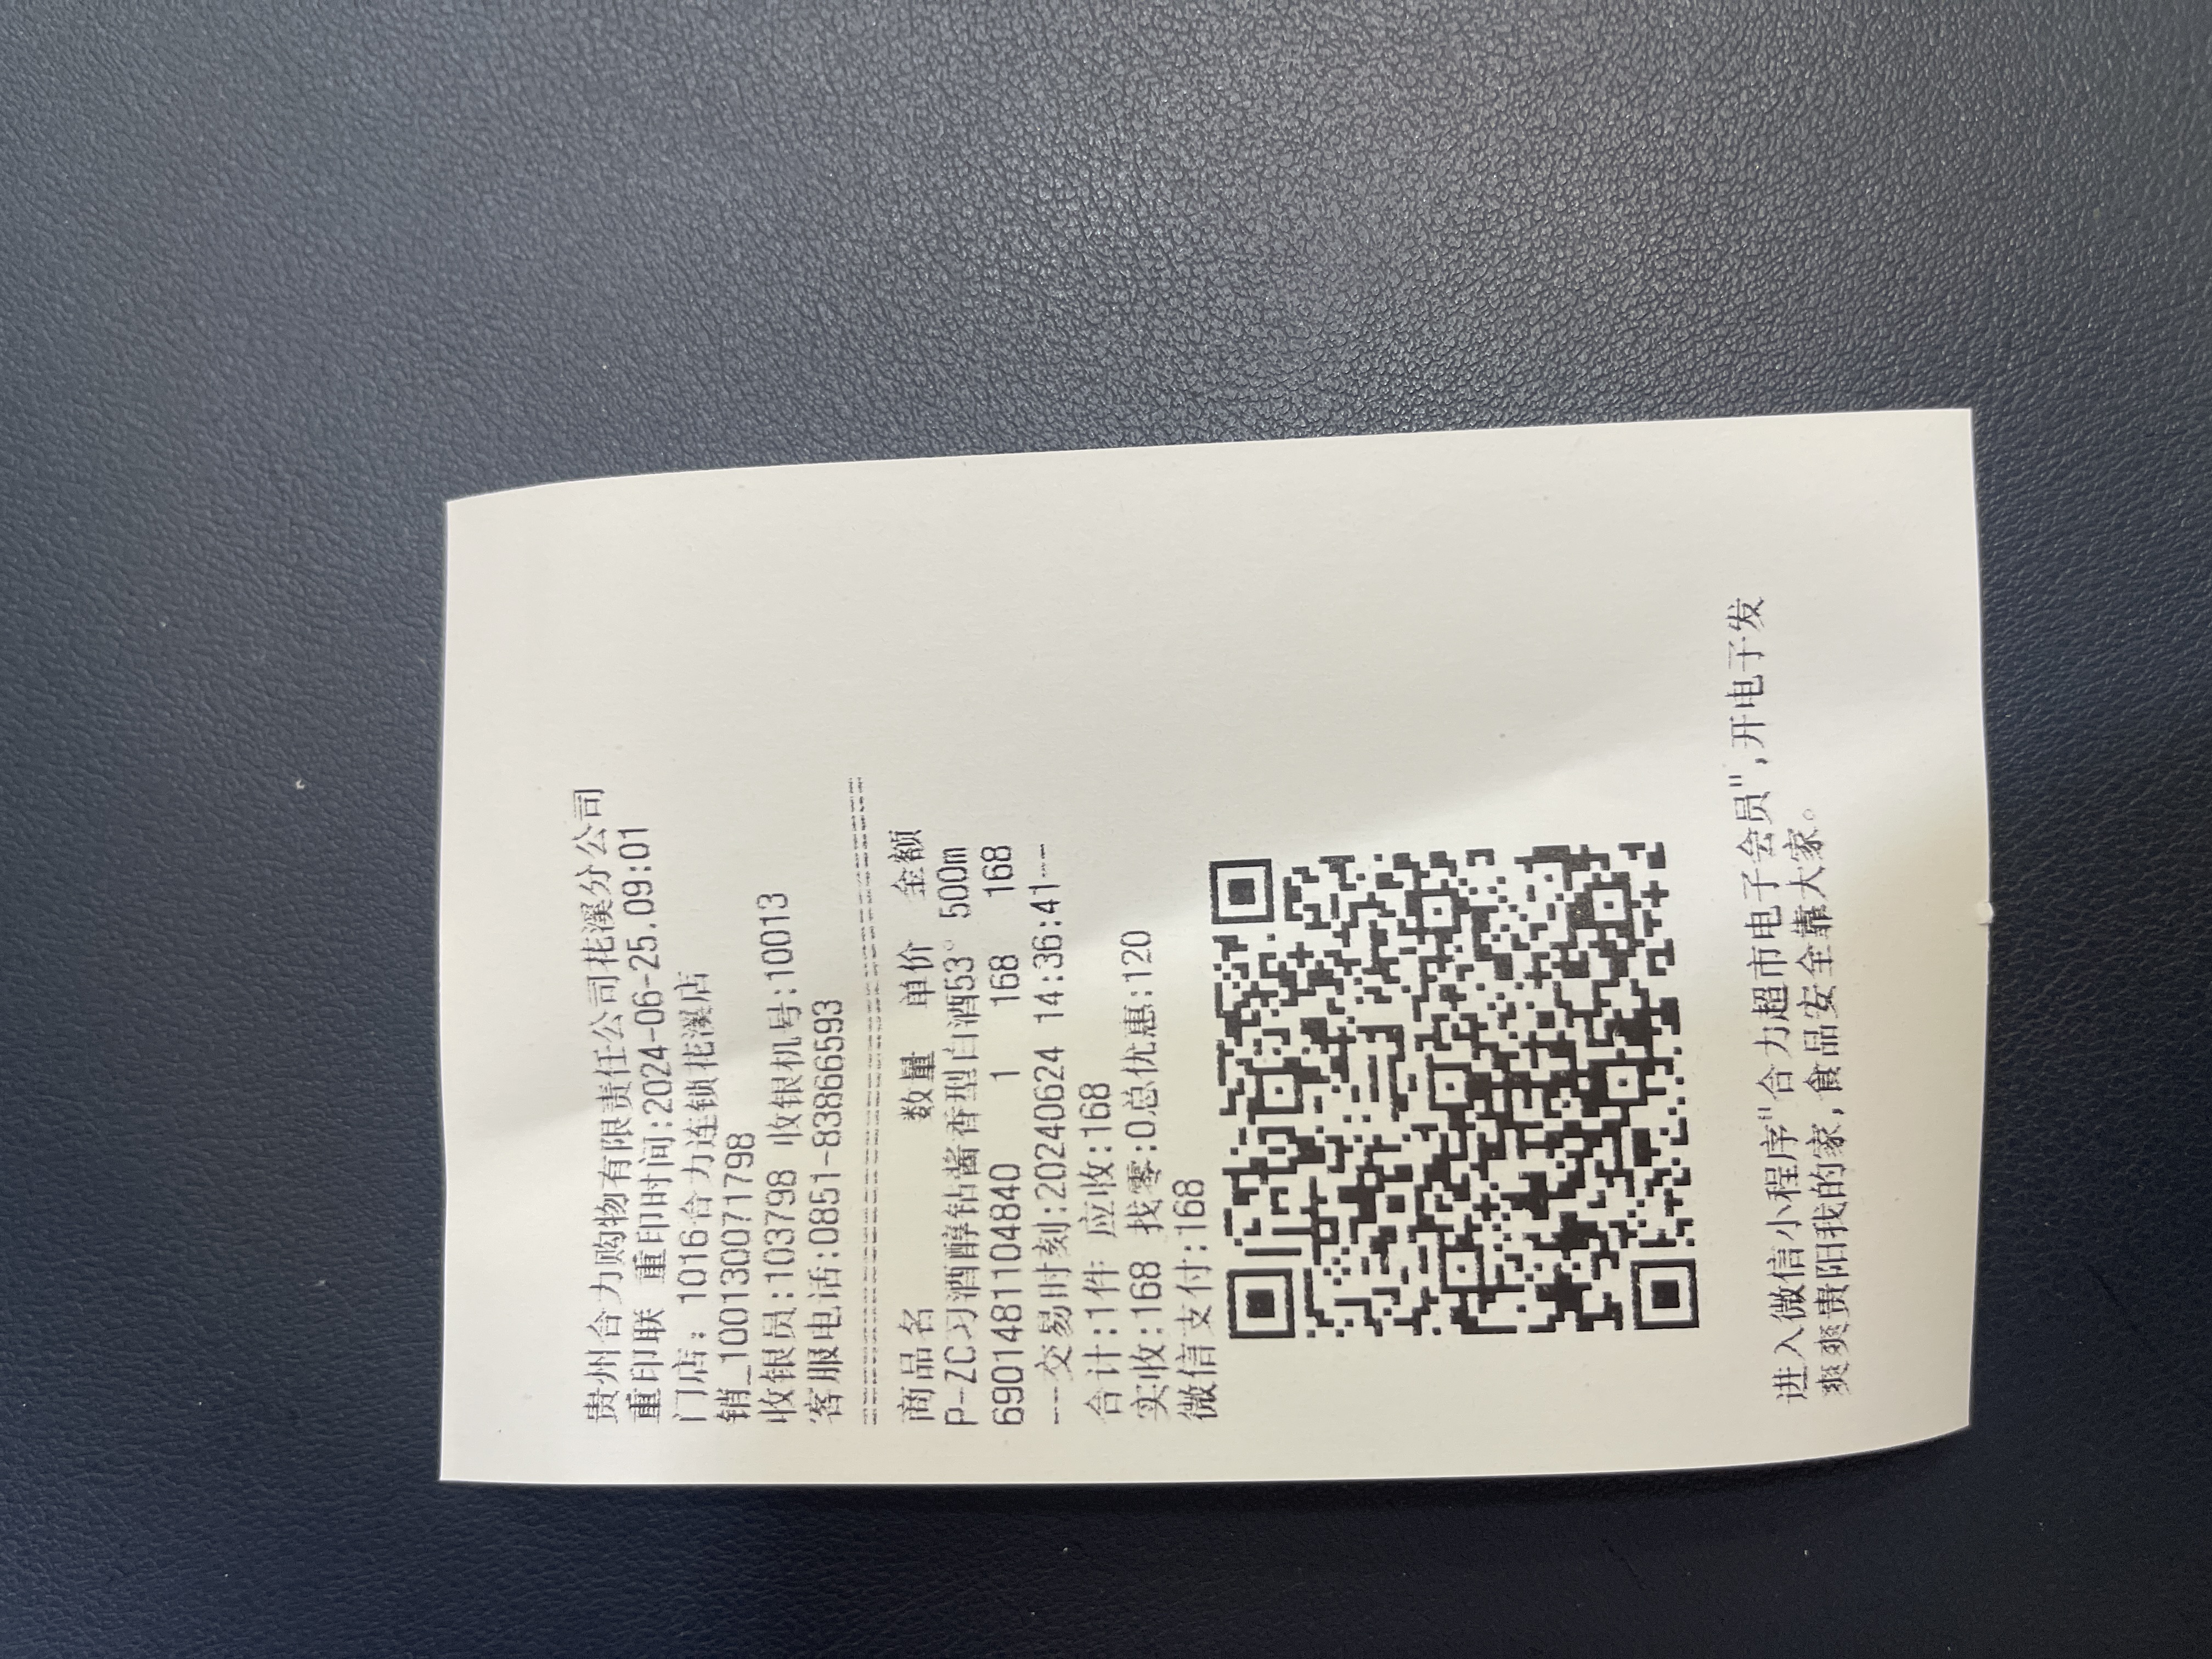 贵州合力购物有限责任公司花溪分公司
重印联 重印时间:2024-06-25.09:01
门店: 1016合力连锁花溪店
销_100130071798
收银员:103798 收银机号:10013
客服电话:0851-83866593
商品名 数量 单价 金额
P-ZC习酒醇钻酱香型白酒53° 500m
6901481104840 1 168 168
---交易时刻:20240624 14:36:41---
合计:1件 应收:168
实收:168 找零:0总优惠:120
微信支付:168
进入微信小程序"合力超市电子会员",开电子发
爽爽贵阳我的家,食品安全靠大家。